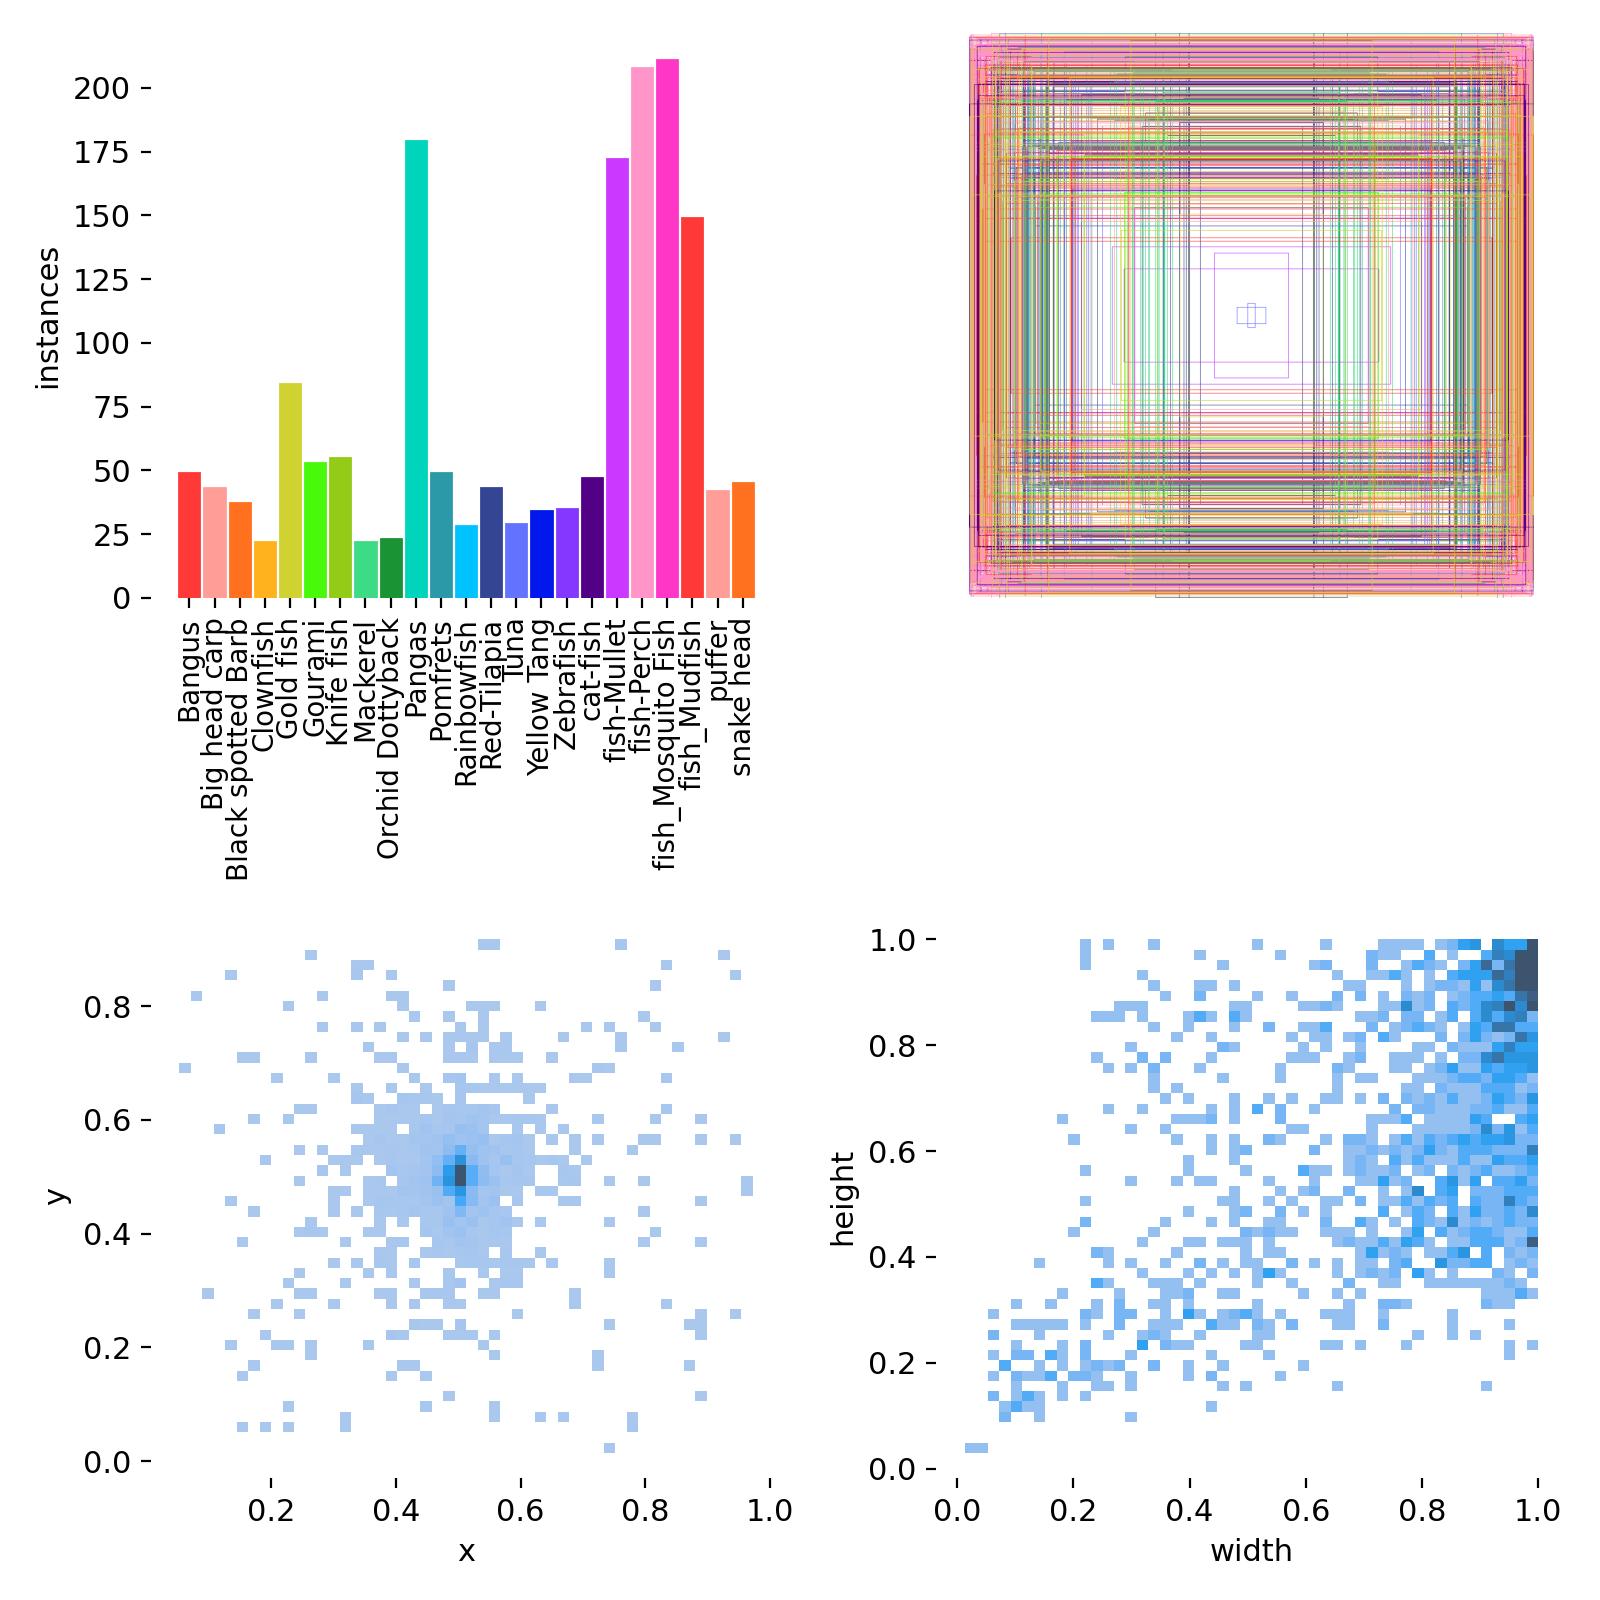 instances
200
175
150
125
100
75
50
25
0
Bangus
Big head carp
Black spotted Barb
Clownfish
Gold fish
Gourami
Knife fish
Mackerel
Orchid Dottyback
Pangas
Pomfrets
Rainbowfish
Red-Tilapia
Tuna
Yellow Tang
Zebrafish
cat-fish
fish-Mullet
fish-Perch
fish_Mosquito Fish
fish_Mudfish
puffer
snake head
y
0.8
0.6
0.4
0.2
0.0
0.2 0.4 0.6 0.8 1.0
x
height
1.0
0.8
0.6
0.4
0.2
0.0
0.0 0.2 0.4 0.6 0.8 1.0
width